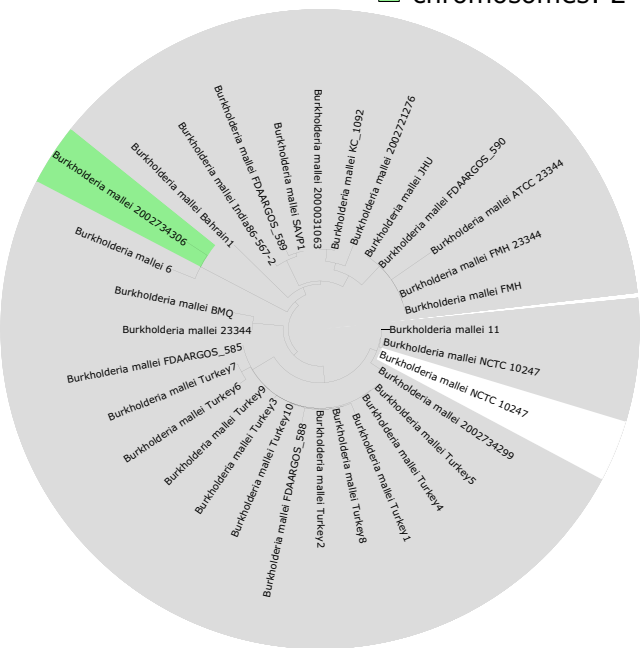 chromosomes: 2
Burkholderia mallei 2000031063
Burkholderia mallei KC_1092
Burkholderia mallei 2002721276
Burkholderia mallei JHU
Burkholderia mallei FDAARGOS_590
Burkholderia mallei ATCC 23344
Burkholderia mallei FMH 23344
Burkholderia mallei FMH
Burkholderia mallei 11
Burkholderia mallei NCTC 10247
Burkholderia mallei NCTC 10247
Burkholderia mallei 2002734299
Burkholderia mallei Turkey5
Burkholderia mallei Turkey4
Burkholderia mallei Turkey1
Burkholderia mallei Turkey8
Burkholderia mallei Turkey2
Burkholderia mallei FDAARGOS_588
Burkholderia mallei Turkey10
Burkholderia mallei Turkey3
Burkholderia mallei Turkey9
Burkholderia mallei Turkey6
Burkholderia mallei Turkey7
Burkholderia mallei FDAARGOS_585
Burkholderia mallei 23344
Burkholderia mallei BMQ
Burkholderia mallei 6
Burkholderia mallei 2002734306
Burkholderia mallei Bahrain1
Burkholderia mallei India86-567-2
Burkholderia mallei FDAARGOS_589
Burkholderia mallei SAVP1